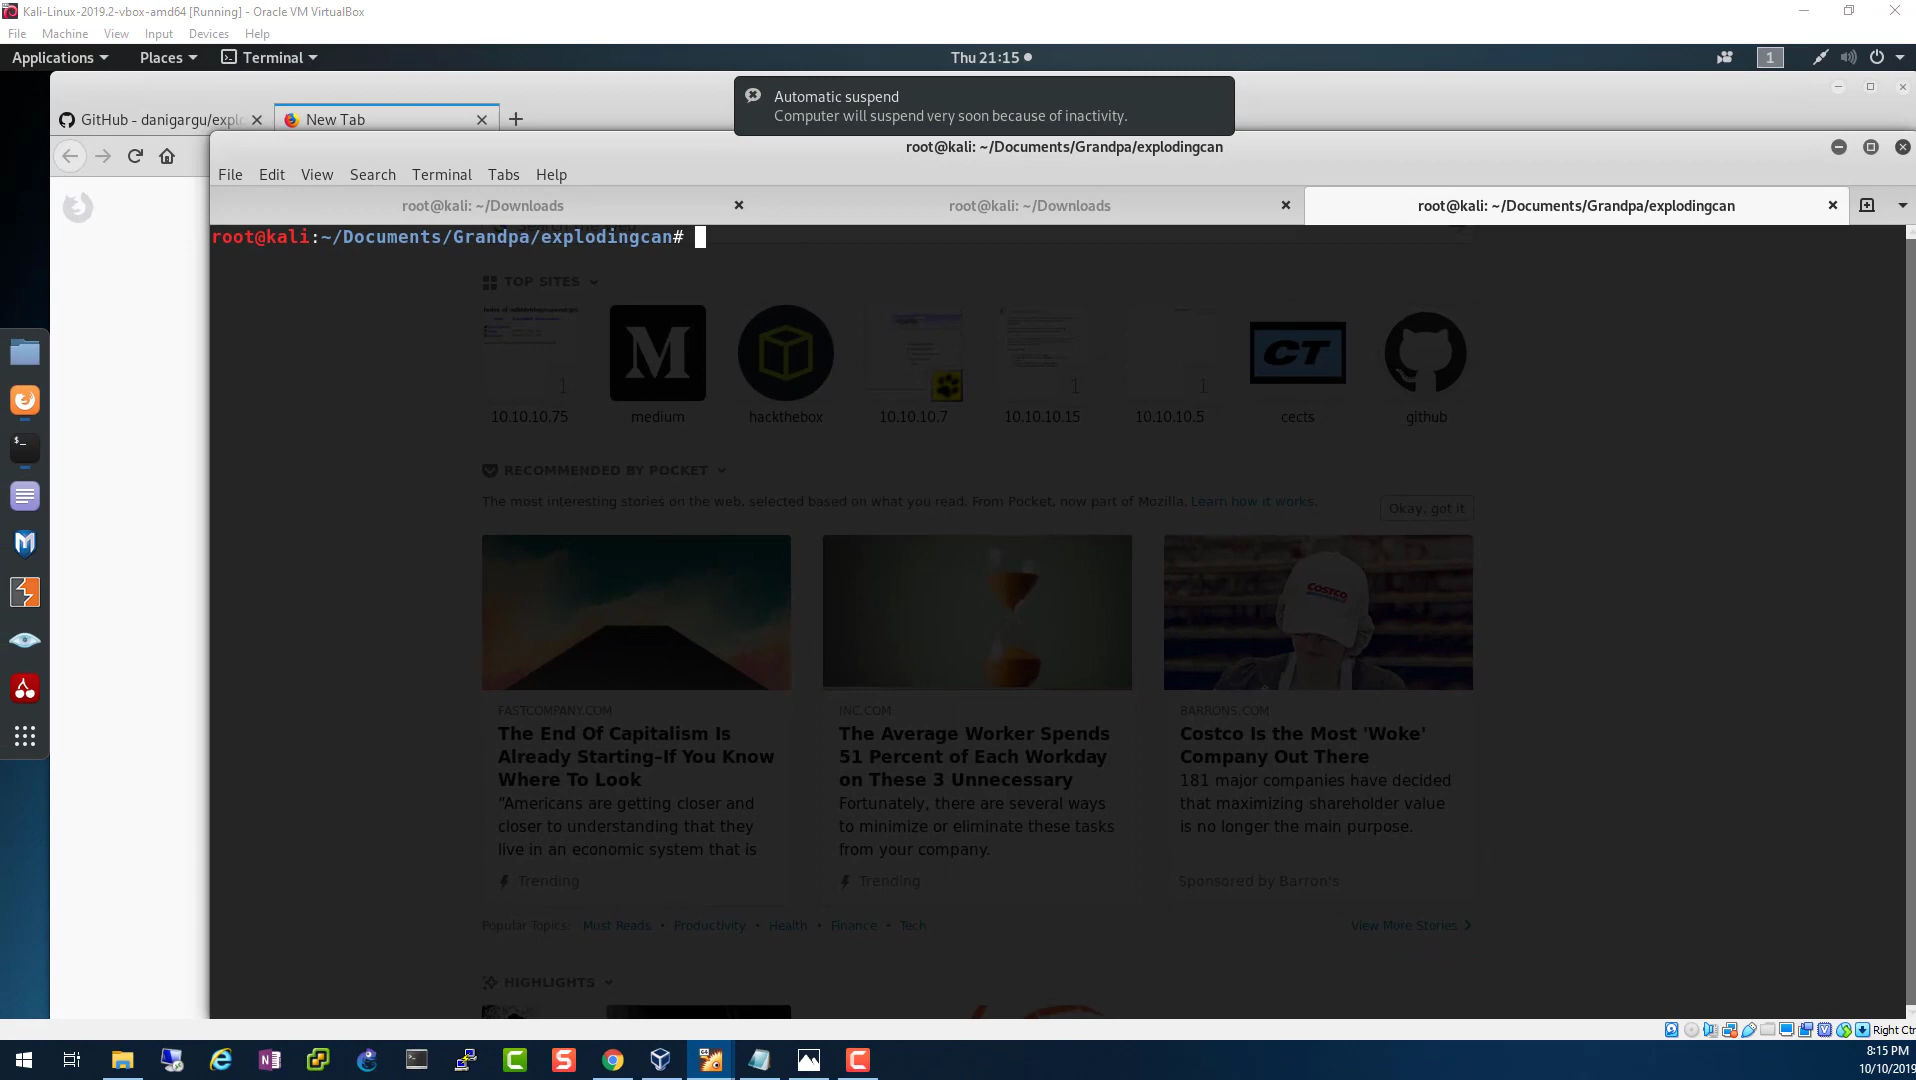 Kali-Linux-2019.2-vbox-amd64 [Running] - Oracle VM VirtualBox
File Machine View Input Devices Help
Applications Places Terminal Thu 21:15 1
Automatic suspend
Computer will suspend very soon because of inactivity.
GitHub - danigargu/explo New Tab
root@kali: ~/Documents/Grandpa/explodingcan
File Edit View Search Terminal Tabs Help
root@kali: ~/Downloads root@kali: ~/Downloads root@kali: ~/Documents/Grandpa/explodingcan
root@kali:~/Documents/Grandpa/explodingcan#
TOP SITES
1 M 1 1 CT
10.10.10.75 medium hackthebox 10.10.10.7 10.10.10.15 10.10.10.5 cects github
RECOMMENDED BY POCKET
The most interesting stories on the web, selected based on what you read. From Pocket, now part of Mozilla. Learn how it works. Okay, got it
COSTCO
FASTCOMPANY.COM
The End Of Capitalism Is
Already Starting–If You Know
Where To Look
“Americans are getting closer and
closer to understanding that they
live in an economic system that is
Trending
INC.COM
The Average Worker Spends
51 Percent of Each Workday
on These 3 Unnecessary
Fortunately, there are several ways
to minimize or eliminate these tasks
from your company.
Trending
BARRONS.COM
Costco Is the Most 'Woke'
Company Out There
181 major companies have decided
that maximizing shareholder value
is no longer the main purpose.
Sponsored by Barron's
Popular Topics: Must Reads • Productivity • Health • Finance • Tech View More Stories
HIGHLIGHTS
Right Ctr
8:15 PM
10/10/2019